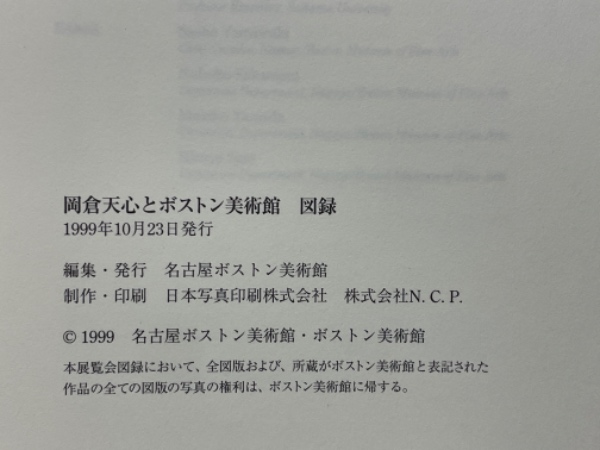 岡倉天心とボストン美術館　図録
1999年10月23日発行
編集・発行　名古屋ボストン美術館
制作・印刷　日本写真印刷株式会社　株式会社N. C. P.
© 1999　名古屋ボストン美術館・ボストン美術館
本展覧会図録において、全図版および、所蔵がボストン美術館と表記された
作品の全ての図版の写真の権利は、ボストン美術館に帰する。